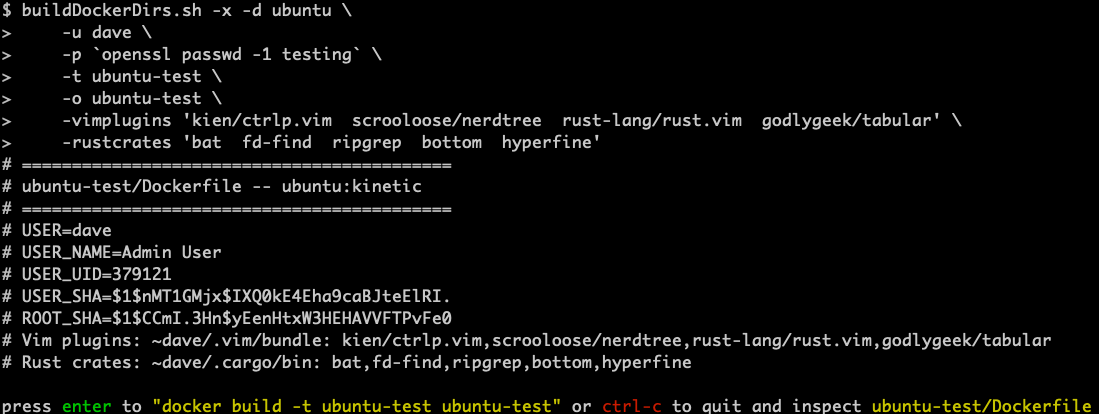 $ buildDockerDirs.sh -x -d ubuntu \
>     -u dave \
>     -p `openssl passwd -1 testing` \
>     -t ubuntu-test \
>     -o ubuntu-test \
>     -vimplugins 'kien/ctrlp.vim  scrooloose/nerdtree  rust-lang/rust.vim  godlygeek/tabular' \
>     -rustcrates 'bat  fd-find  ripgrep  bottom  hyperfine'
# ===========================================
# ubuntu-test/Dockerfile -- ubuntu:kinetic
# ===========================================
# USER=dave
# USER_NAME=Admin User
# USER_UID=379121
# USER_SHA=$1$nMT1GMjx$IXQ0kE4Eha9caBJteElRI.
# ROOT_SHA=$1$CCmI.3Hn$yEenHtxW3HEHAVVFTPvFe0
# Vim plugins: ~dave/.vim/bundle: kien/ctrlp.vim,scrooloose/nerdtree,rust-lang/rust.vim,godlygeek/tabular
# Rust crates: ~dave/.cargo/bin: bat,fd-find,ripgrep,bottom,hyperfine
press enter to "docker build -t ubuntu-test ubuntu-test" or ctrl-c to quit and inspect ubuntu-test/Dockerfile